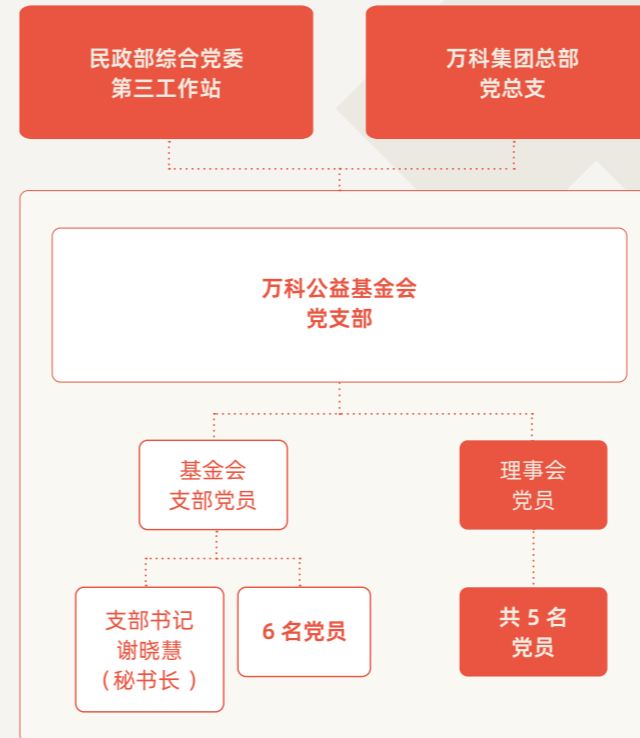 民政部综合党委
第三工作站
万科集团总部
党总支
万科公益基金会
党支部
基金会
支部党员
理事会
党员
支部书记
谢晓慧
（秘书长 ）
6 名党员
共 5 名
党员